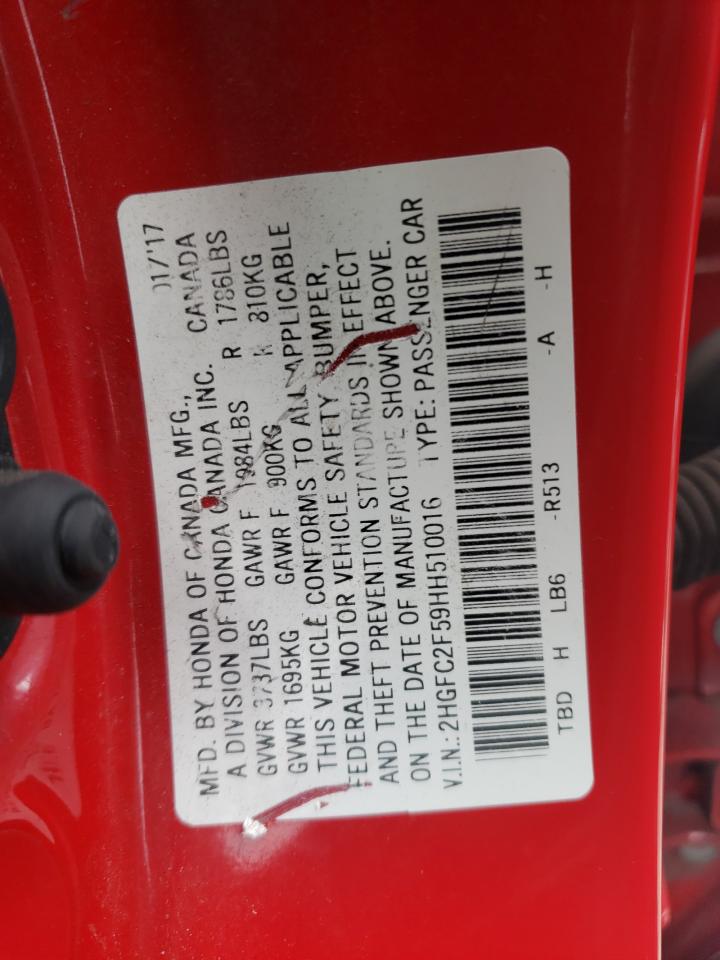 MFD. BY HONDA OF CANADA MFG., 01/'17
A DIVISION OF HONDA CANADA INC. CANADA
GVWR 3737LBS GAWR F 1984LBS R 1786LBS
GVWR 1695KG GAWR F 900KG R 810KG
THIS VEHICLE CONFORMS TO ALL APPLICABLE
FEDERAL MOTOR VEHICLE SAFETY, BUMPER,
AND THEFT PREVENTION STANDARDS IN EFFECT
ON THE DATE OF MANUFACTURE SHOWN ABOVE.
V.I.N.: 2HGFC2F59HH510016 TYPE: PASSENGER CAR
TBD H LB6 -R513 -A -H